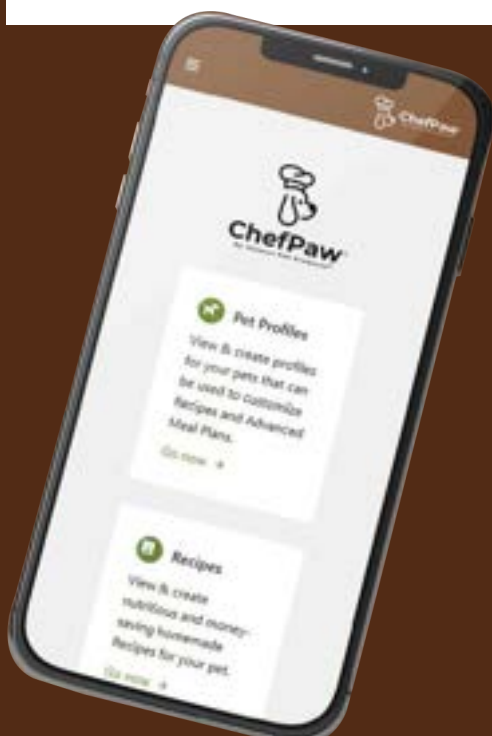 ChefPaw
ChefPaw
Pet Profiles
View & create profiles
for your pets that can
be used to customize
Recipes and Advanced
Meal Plans.
Go now →
Recipes
View & create
nutritious and money-
saving homemade
Recipes for your pet.
Go now →